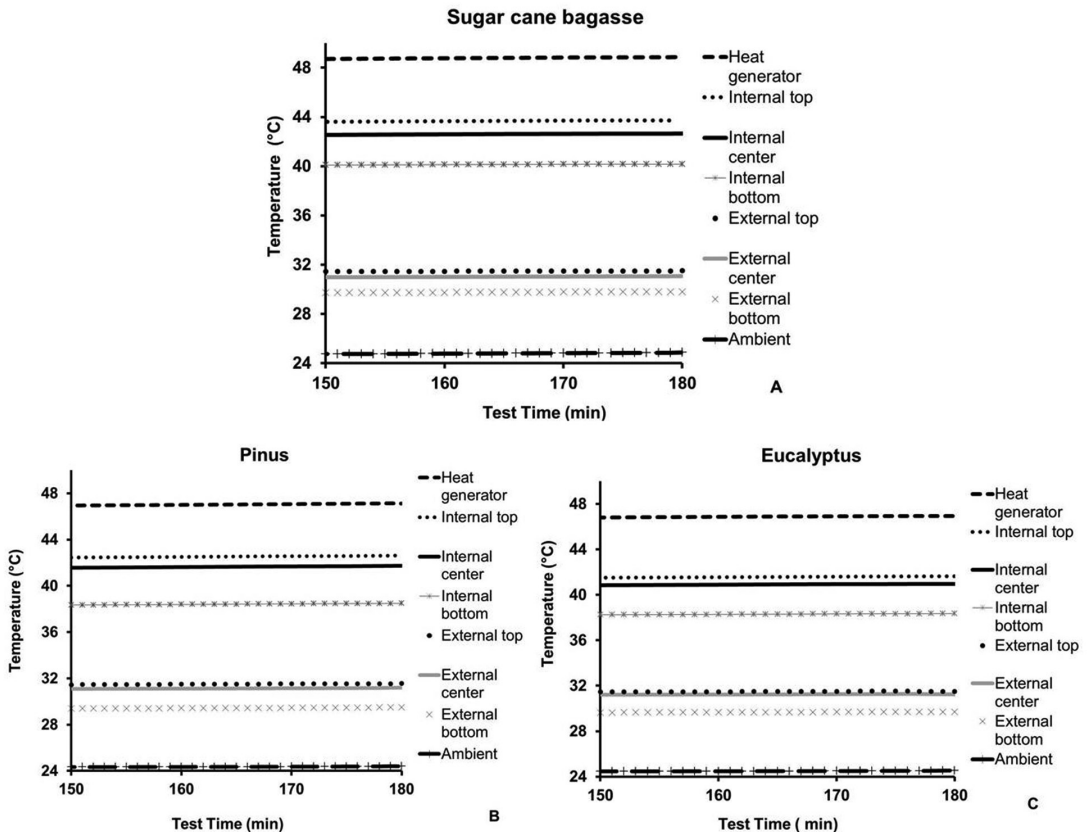 Sugar cane bagasse
48
44
40
36
32
28
24
Temperature (°C)
150
160
170
180
Test Time (min)
Heat
generator
Internal top
Internal
center
Internal
bottom
External top
External
center
External
bottom
Ambient
A
Pinus
48
44
40
36
32
28
24
Temperature (°C)
150
160
170
180
Test Time (min)
Heat
generator
Internal top
Internal
center
Internal
bottom
External top
External
center
External
bottom
Ambient
B
Eucalyptus
48
44
40
36
32
28
24
Temperature (°C)
150
160
170
180
Test Time ( min)
Heat
generator
Internal top
Internal
center
Internal
bottom
External top
External
center
External
bottom
Ambient
C